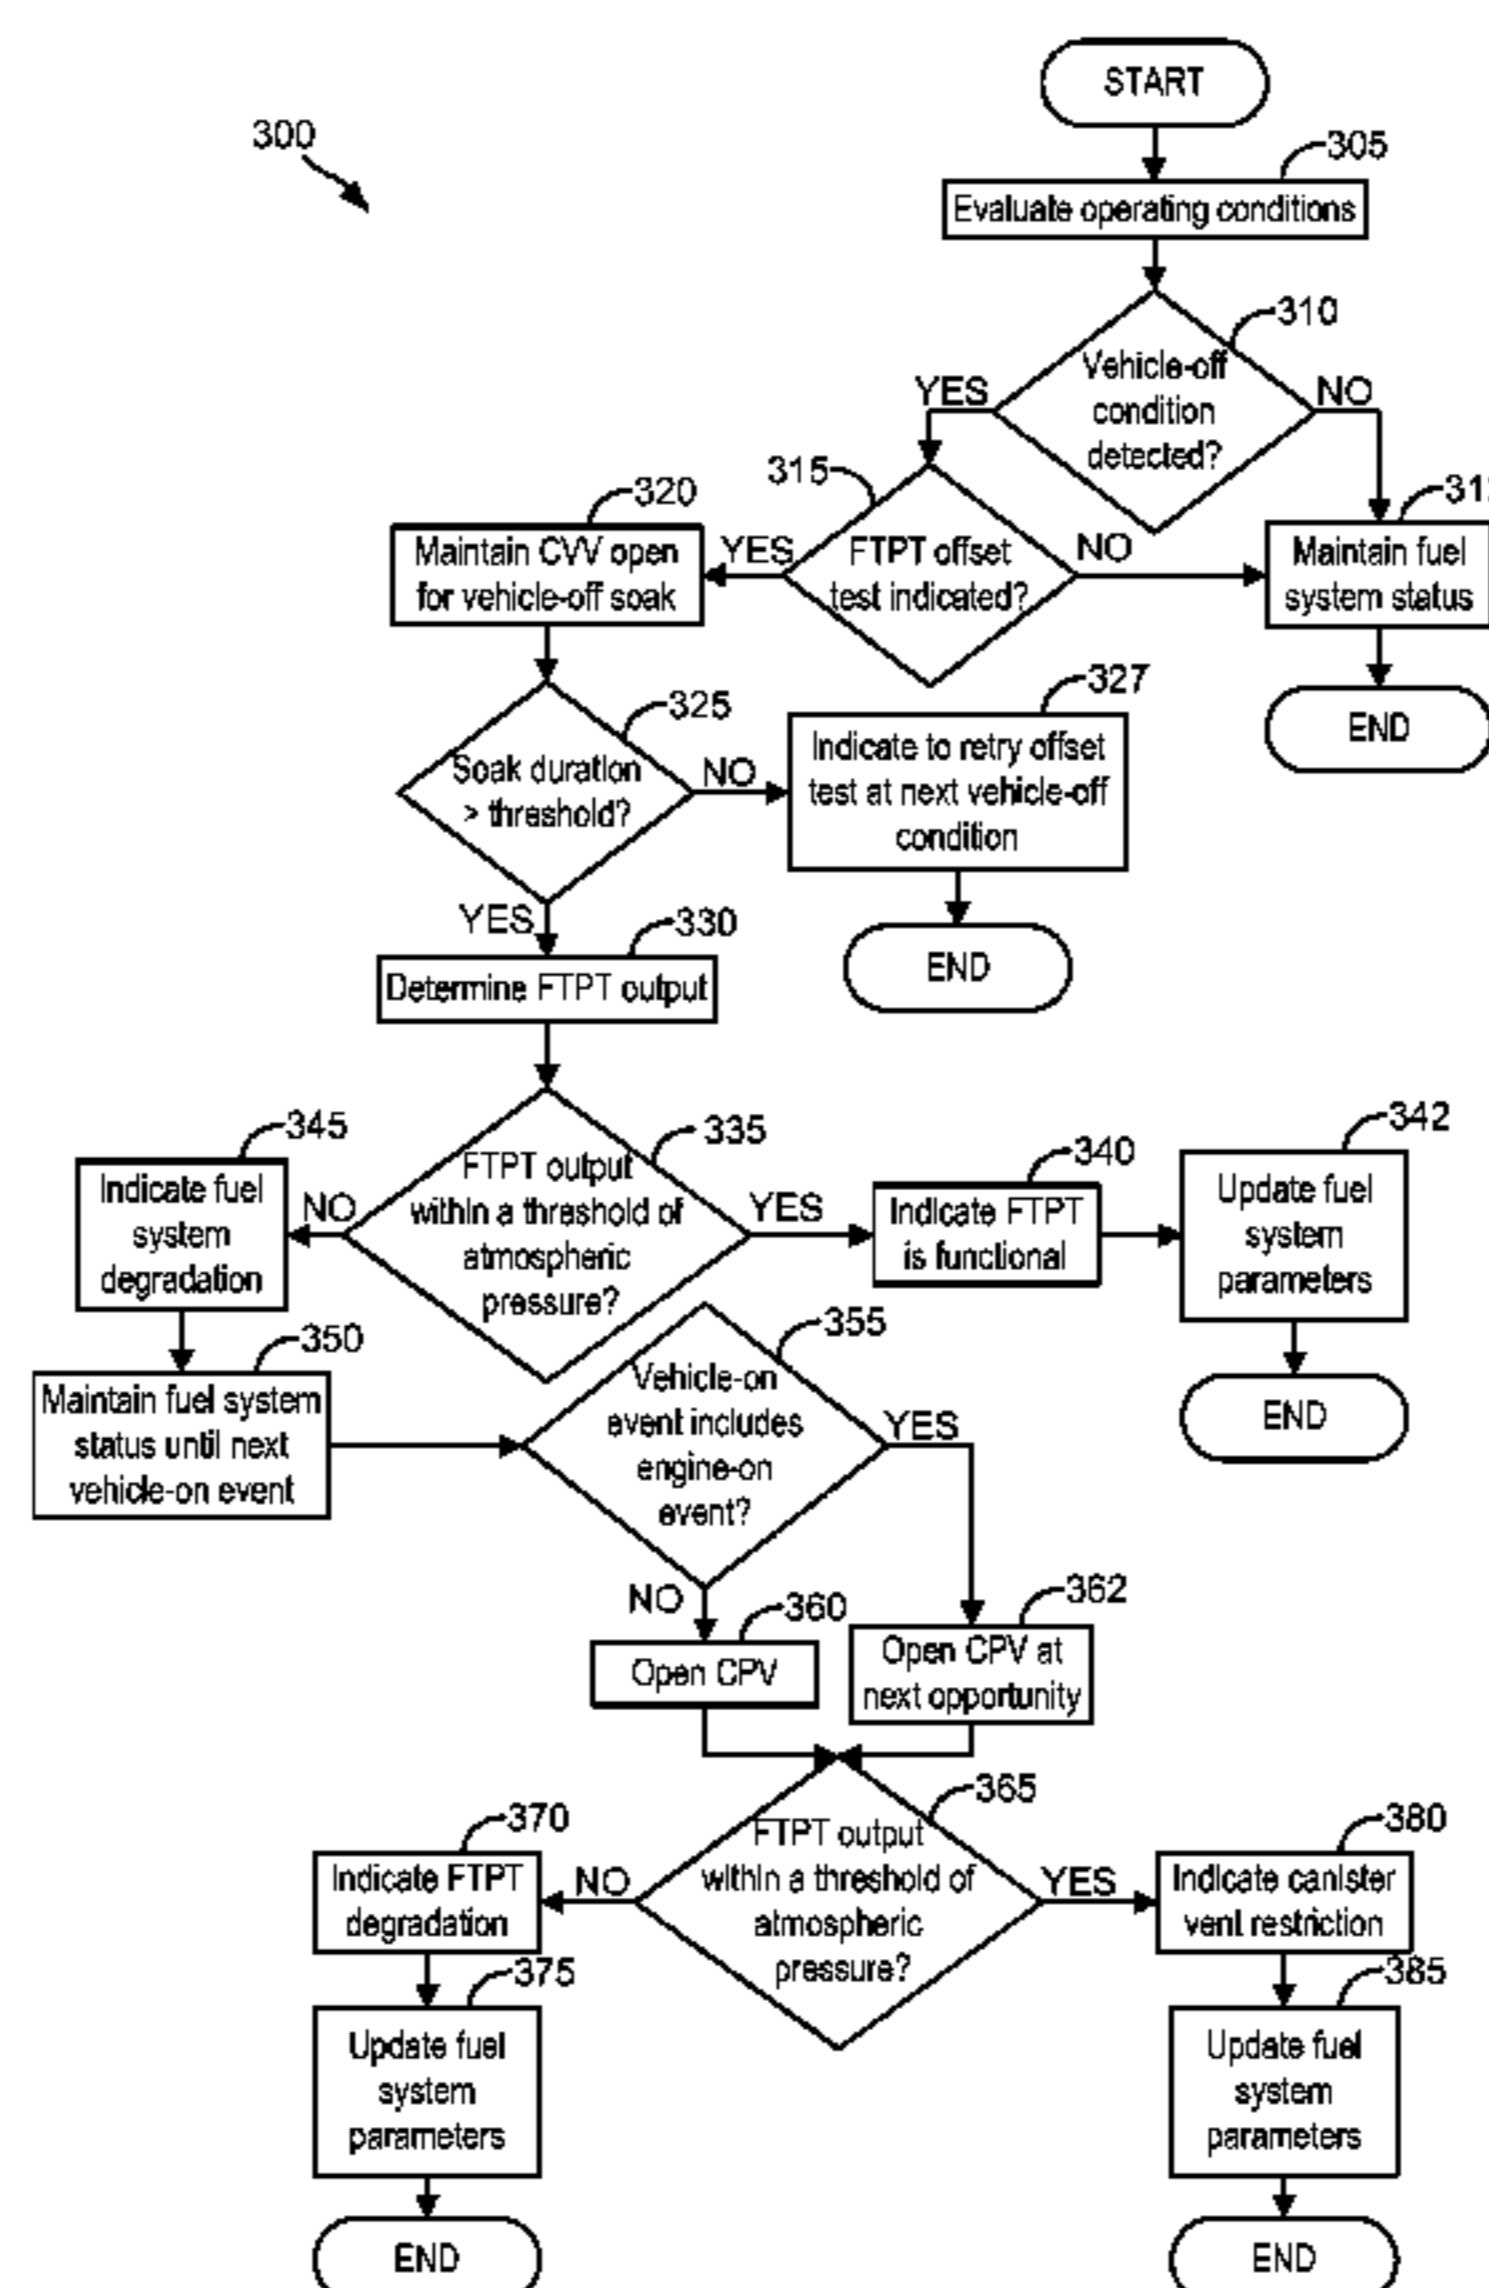 START
300
305
Evaluate operating conditions
310
Vehicle-off
condition
detected?
YES
NO
315
320
Maintain CVV open
for vehicle-off soak
YES
FTPT offset
test indicated?
NO
Maintain fuel
system status
END
325
Soak duration
> threshold?
NO
327
Indicate to retry offset
test at next vehicle-off
condition
END
YES
330
Determine FTPT output
335
FTPT output
within a threshold of
atmospheric
pressure?
345
Indicate fuel
system
degradation
NO
YES
340
Indicate FTPT
is functional
342
Update fuel
system
parameters
END
350
Maintain fuel system
status until next
vehicle-on event
355
Vehicle-on
event includes
engine-on
event?
YES
NO
360
Open CPV
362
Open CPV at
next opportunity
365
FTPT output
within a threshold of
atmospheric
pressure?
370
Indicate FTPT
degradation
NO
YES
380
Indicate canister
vent restriction
375
Update fuel
system
parameters
END
385
Update fuel
system
parameters
END